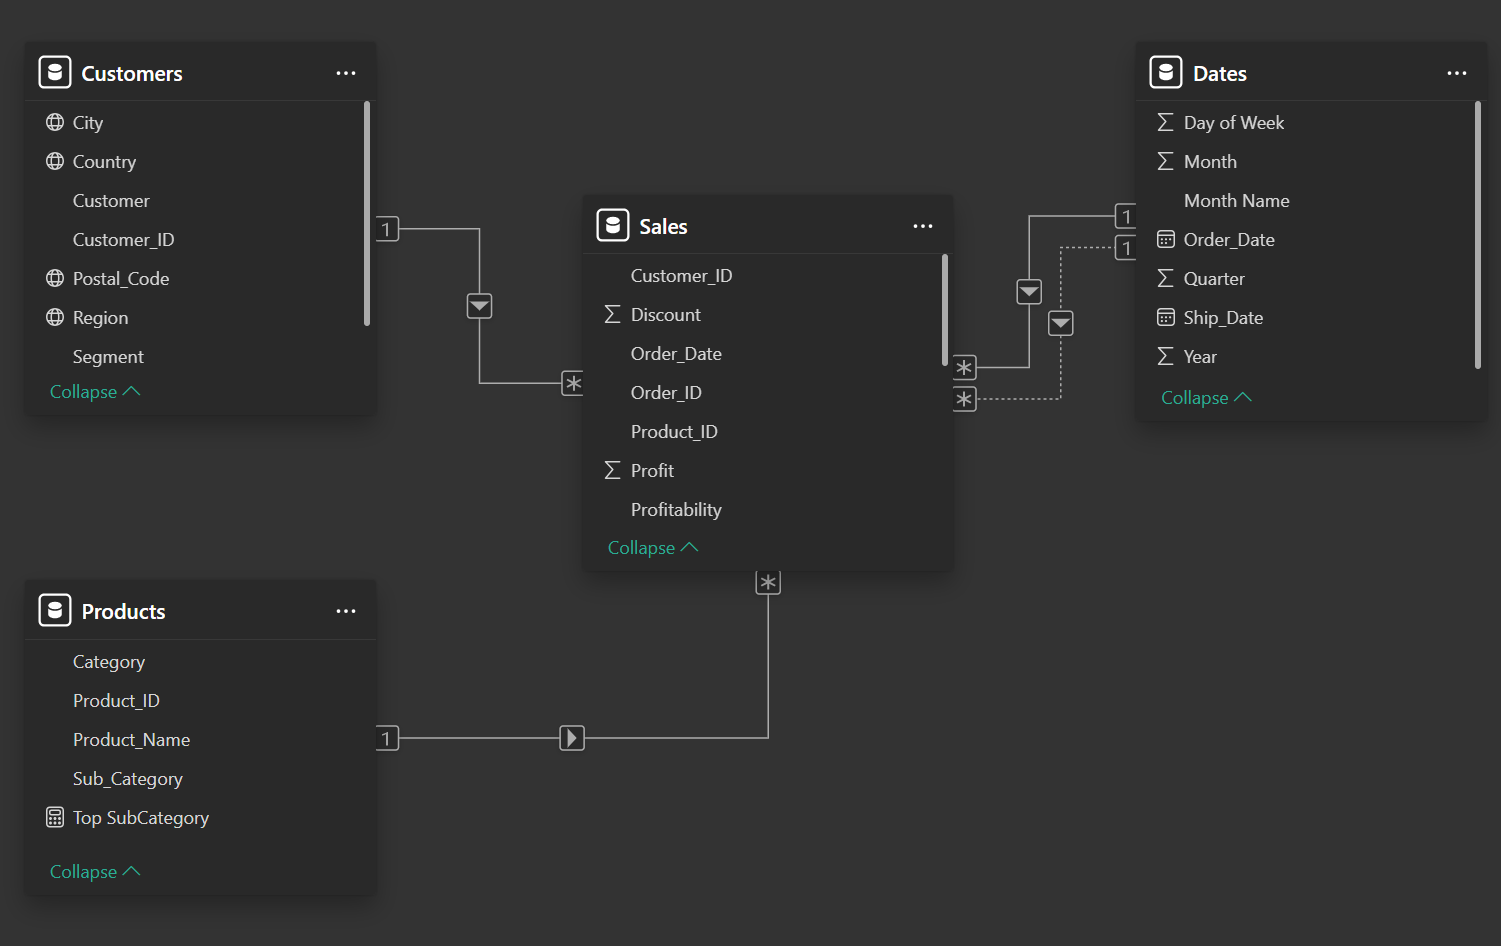 Customers
City
Country
Customer
Customer_ID
Postal_Code
Region
Segment
Collapse
1
*
Sales
Customer_ID
Discount
Order_Date
Order_ID
Product_ID
Profit
Profitability
Collapse
*
*
*
1
1
Dates
Day of Week
Month
Month Name
Order_Date
Quarter
Ship_Date
Year
Collapse
Products
Category
Product_ID
Product_Name
Sub_Category
Top SubCategory
Collapse
1